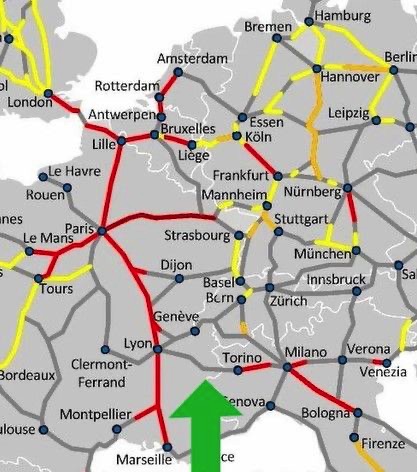 Hamburg
Bremen
Amsterdam
Berlin
Hannover
Rotterdam
London
Antwerpen
Essen
Leipzig
Bruxelles
Köln
Lille
Liège
Le Havre
Frankfurt
Rouen
Mannheim
Nürnberg
Paris
Stuttgart
Strasbourg
Le Mans
München
Dijon
Innsbruck
Tours
Basel
Bern
Zürich
Genève
Lyon
Torino
Milano
Verona
Clermont-
Ferrand
Venezia
Bordeaux
Montpellier
Bologna
Marseille
Firenze